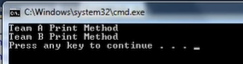 C:\Windows\system32\cmd.exe
Team A Print Method
Team B Print Method
Press any key to continue . . .